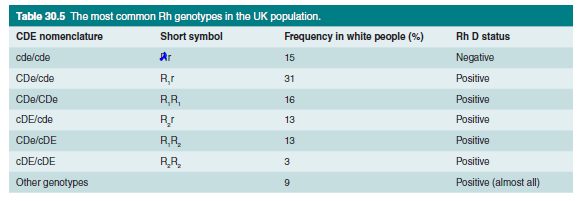 Table 30.5 The most common Rh genotypes in the UK population.
CDE nomenclature Short symbol Frequency in white people (%) Rh D status
cde/cde rr 15 Negative
CDe/cde R₁r 31 Positive
CDe/CDe R₁R₁ 16 Positive
cDE/cde R₂r 13 Positive
CDe/cDE R₁R₂ 13 Positive
cDE/cDE R₂R₂ 3 Positive
Other genotypes 9 Positive (almost all)